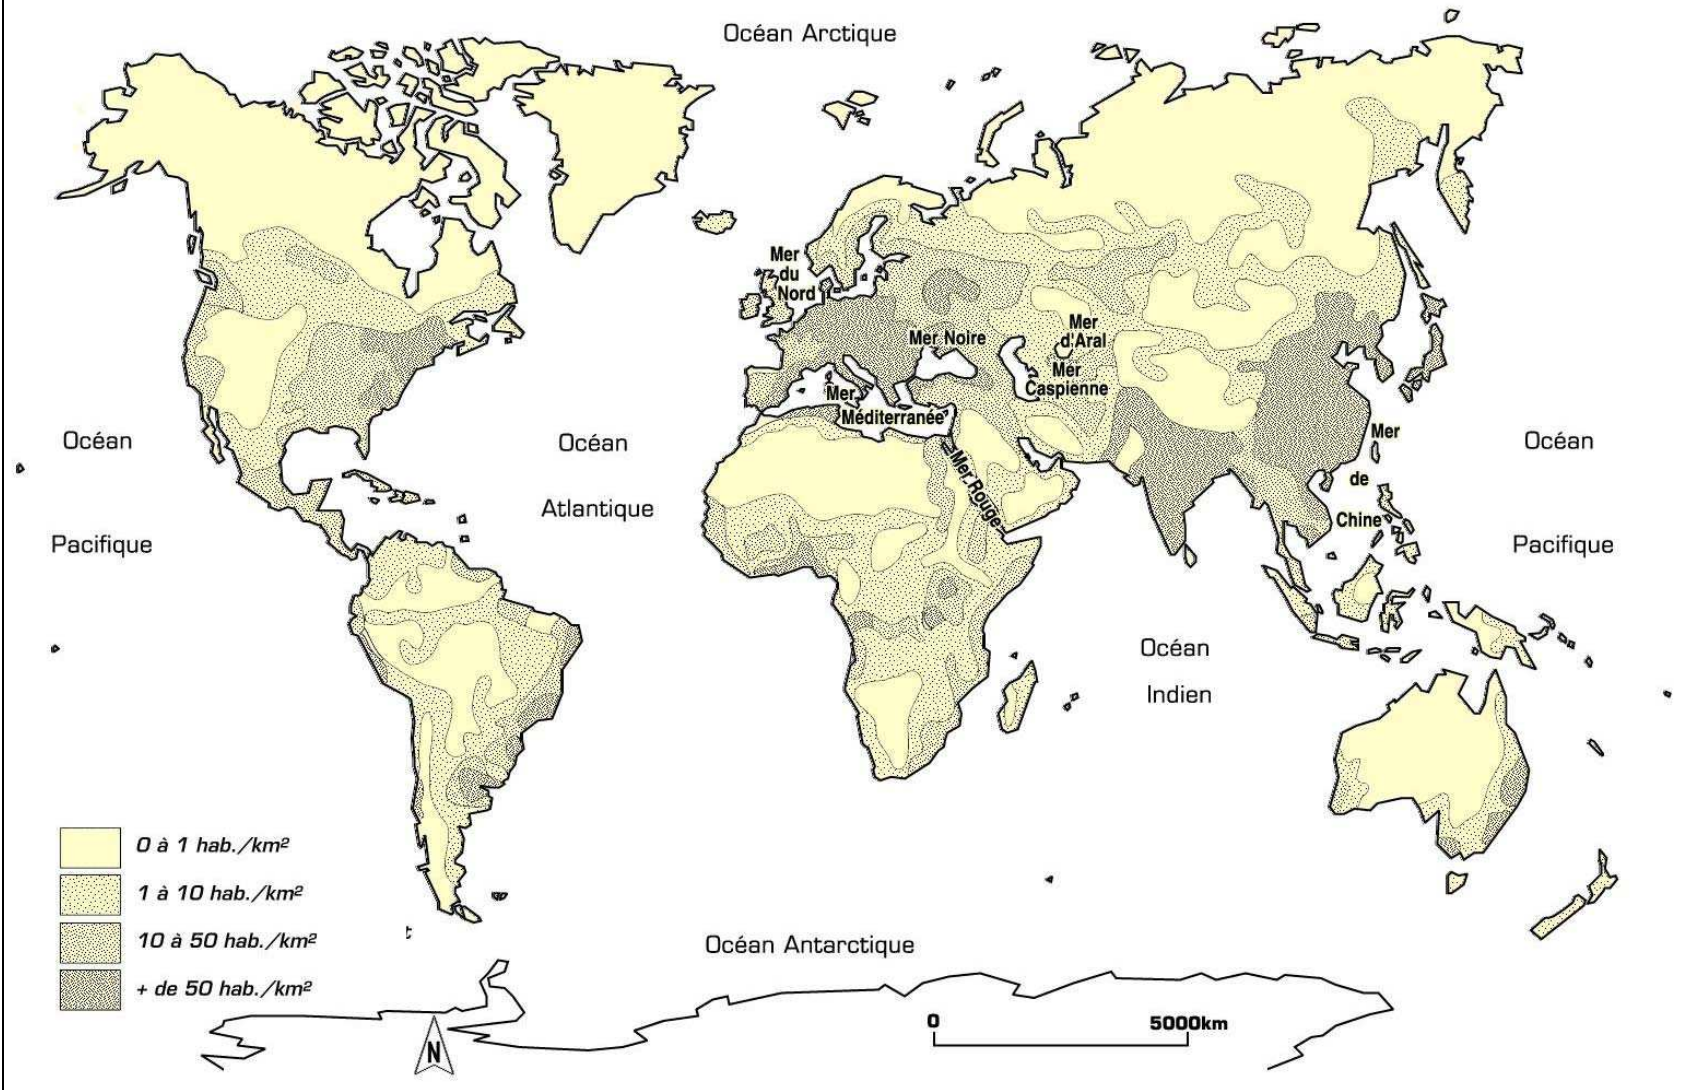 Océan Arctique
Mer
du
Nord
Mer Noire
Mer
d'Aral
Mer
Caspienne
Mer
Méditerranée
Mer Rouge
Océan
Pacifique
Océan
Atlantique
Mer
de
Chine
Océan
Pacifique
Océan
Indien
0 à 1 hab./km²
1 à 10 hab./km²
10 à 50 hab./km²
+ de 50 hab./km²
Océan Antarctique
N
0 5000km